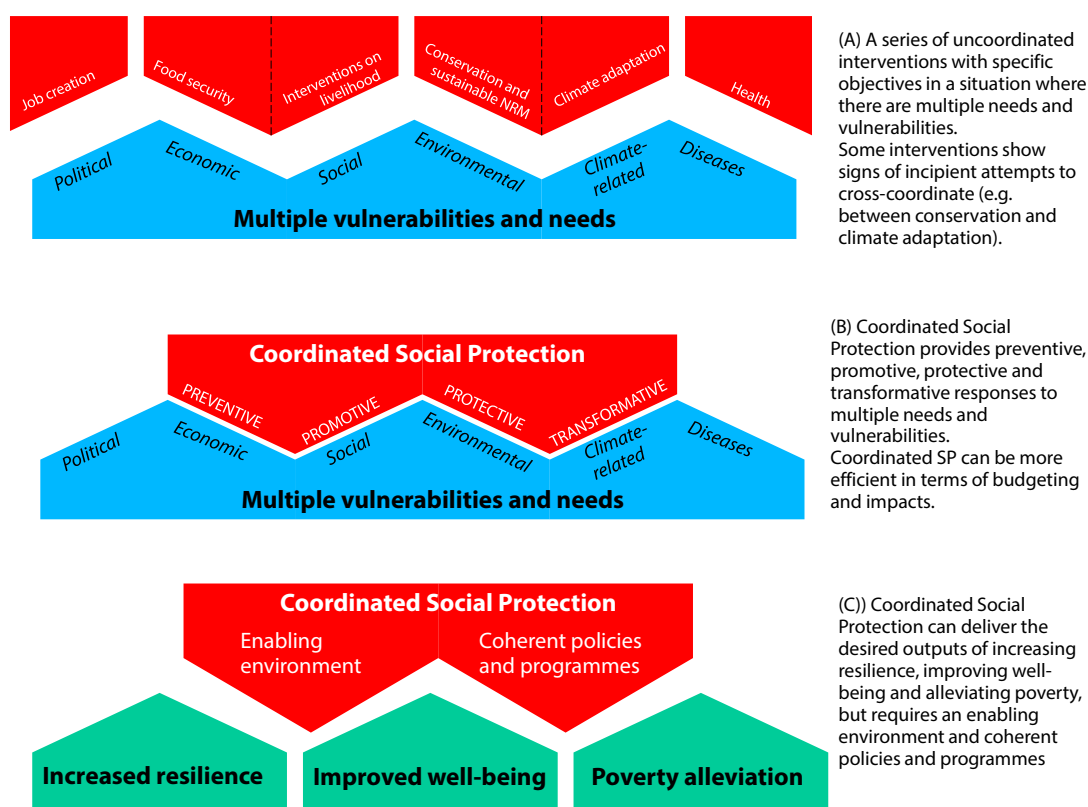 Job creation
Food security
Interventions on
livelihood
Conservation and
sustainable NRM
Climate adaptation
Health
Political
Economic
Social
Environmental
Climate-
related
Diseases
Multiple vulnerabilities and needs
(A) A series of uncoordinated
interventions with specific
objectives in a situation where
there are multiple needs and
vulnerabilities.
Some interventions show
signs of incipient attempts to
cross-coordinate (e.g.
between conservation and
climate adaptation).
Coordinated Social Protection
PREVENTIVE
PROMOTIVE
PROTECTIVE
TRANSFORMATIVE
Political
Economic
Social
Environmental
Climate-
related
Diseases
Multiple vulnerabilities and needs
(B) Coordinated Social
Protection provides preventive,
promotive, protective and
transformative responses to
multiple needs and
vulnerabilities.
Coordinated SP can be more
efficient in terms of budgeting
and impacts.
Coordinated Social Protection
Enabling
environment
Coherent policies
and programmes
Increased resilience
Improved well-being
Poverty alleviation
(C)) Coordinated Social
Protection can deliver the
desired outputs of increasing
resilience, improving well-
being and alleviating poverty,
but requires an enabling
environment and coherent
policies and programmes